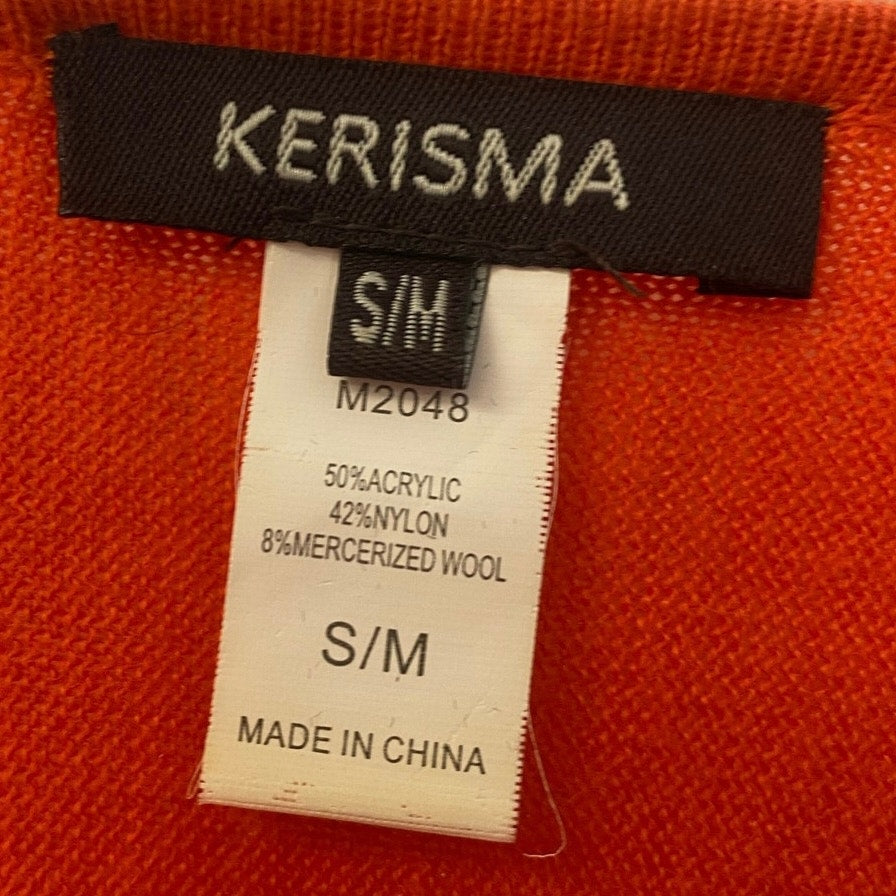 KERISMA
S/M
M2048
50%ACRYLIC
42%NYLON
8%MERCERIZED WOOL
S/M
MADE IN CHINA